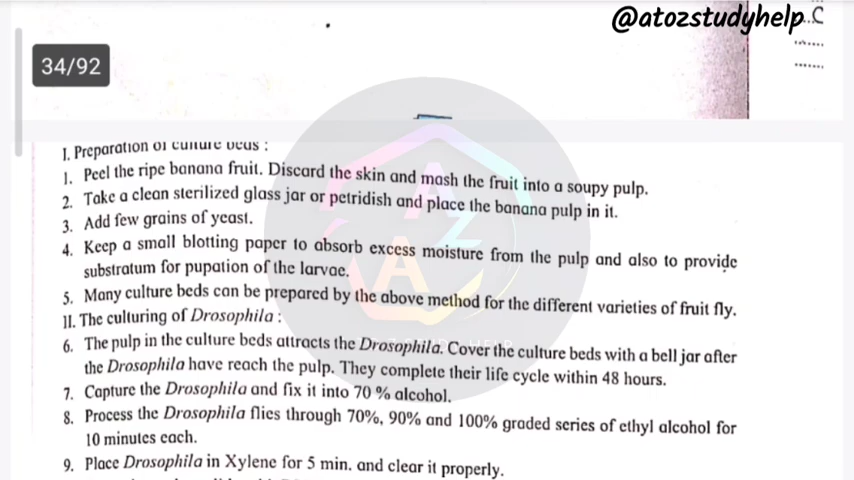 @atozstudyhelp
34/92
I. Preparation of culture beds :
1. Peel the ripe banana fruit. Discard the skin and mash the fruit into a soupy pulp.
2. Take a clean sterilized glass jar or petridish and place the banana pulp in it.
3. Add few grains of yeast.
4. Keep a small blotting paper to absorb excess moisture from the pulp and also to provide
substratum for pupation of the larvae.
5. Many culture beds can be prepared by the above method for the different varieties of fruit fly.
II. The culturing of Drosophila :
6. The pulp in the culture beds attracts the Drosophila. Cover the culture beds with a bell jar after
the Drosophila have reach the pulp. They complete their life cycle within 48 hours.
7. Capture the Drosophila and fix it into 70 % alcohol.
8. Process the Drosophila flies through 70%, 90% and 100% graded series of ethyl alcohol for
10 minutes each.
9. Place Drosophila in Xylene for 5 min. and clear it properly.